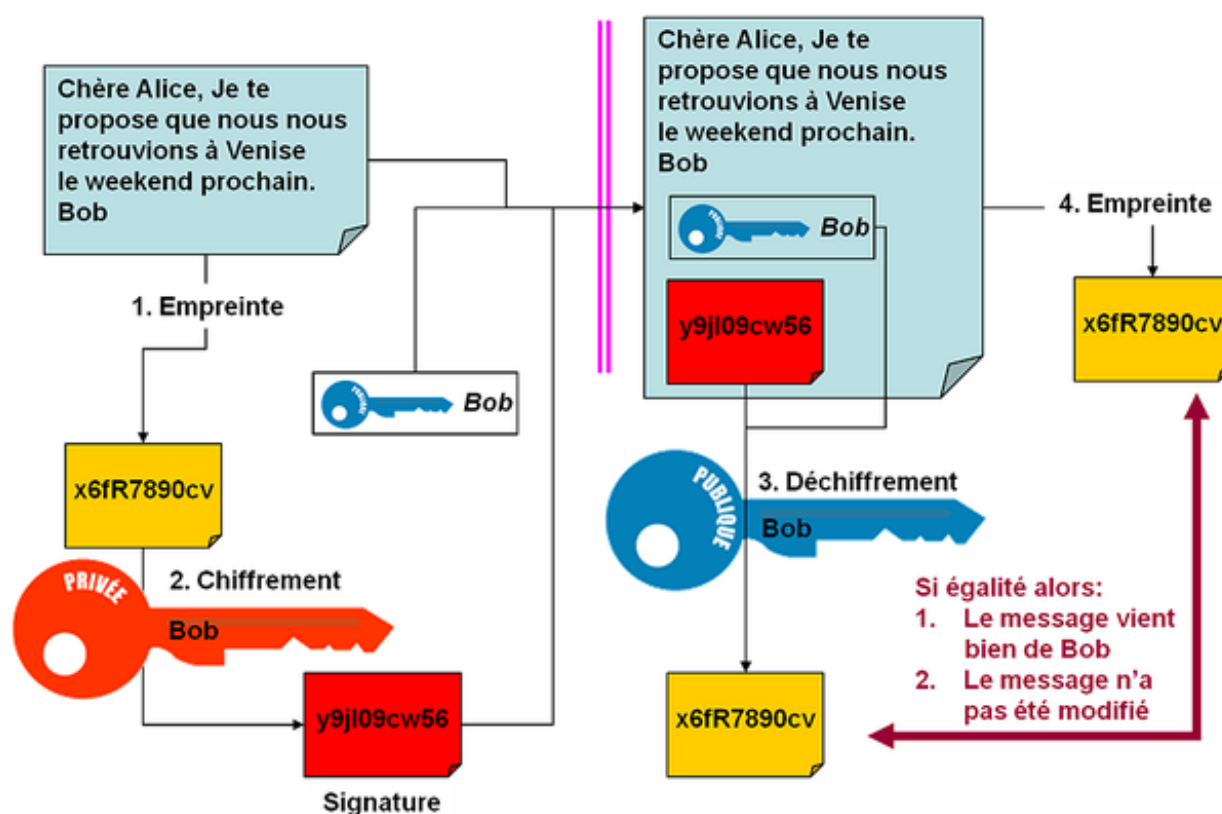 Chère Alice, Je te
propose que nous nous
retrouvions à Venise
le weekend prochain.
Bob
1. Empreinte
x6fR7890cv
PRIVÉE
2. Chiffrement
Bob
y9jl09cw56
Signature
Bob
Chère Alice, Je te
propose que nous nous
retrouvions à Venise
le weekend prochain.
Bob
Bob
y9jl09cw56
PUBLIQUE
3. Déchiffrement
Bob
x6fR7890cv
4. Empreinte
x6fR7890cv
Si égalité alors:
1. Le message vient
bien de Bob
2. Le message n'a
pas été modifié